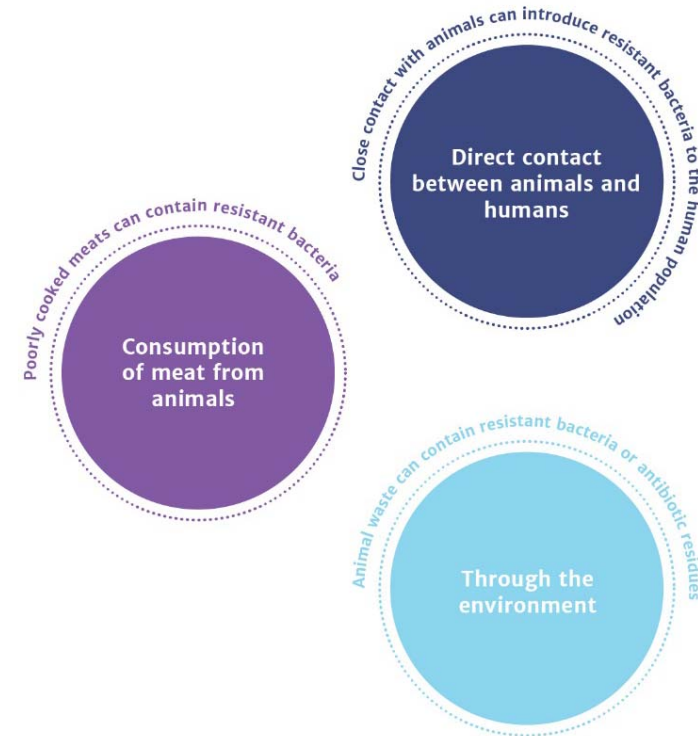 Close contact with animals can introduce resistant bacteria to the human population
Direct contact
between animals and
humans
Poorly cooked meats can contain resistant bacteria
Consumption
of meat from
animals
Animal waste can contain resistant bacteria or antibiotic residues
Through the
environment